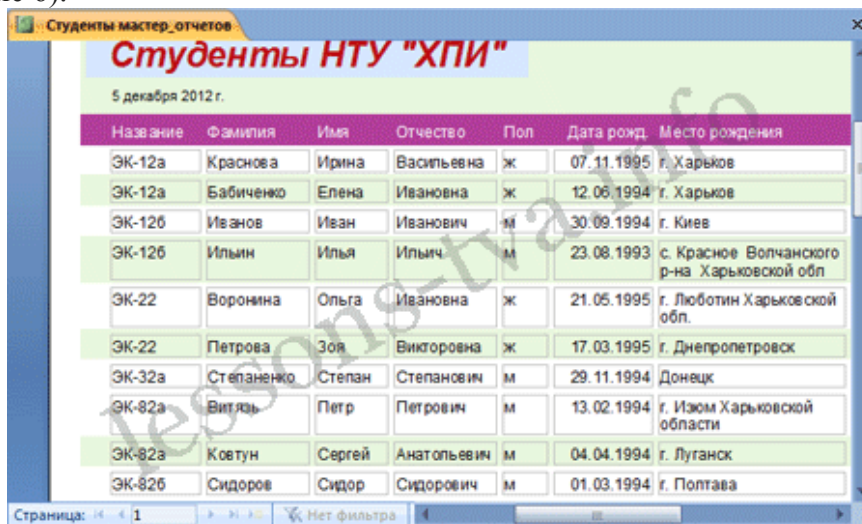 ие 6).
Студенты мастер_отчетов
Студенты НТУ "ХПИ"
5 декабря 2012 г.
Название Фамилия Имя Отчество Пол Дата рожд. Место рождения
ЭК-12а Краснова Ирина Васильевна ж 07.11.1995 г. Харьков
ЭК-12а Бабиченко Елена Ивановна ж 12.06.1994 г. Харьков
ЭК-12б Иванов Иван Иванович м 30.09.1994 г. Киев
ЭК-12б Ильин Илья Ильич м 23.08.1993 с. Красное Волчанского
р-на Харьковской обл
ЭК-22 Воронина Ольга Ивановна ж 21.05.1995 г. Люботин Харьковской
обл.
ЭК-22 Петрова Зоя Викторовна ж 17.03.1995 г. Днепропетровск
ЭК-32а Степаненко Степан Степанович м 29.11.1994 Донецк
ЭК-82а Витязь Петр Петрович м 13.02.1994 г. Изюм Харьковской
области
ЭК-82а Ковтун Сергей Анатольевич м 04.04.1994 г. Луганск
ЭК-82б Сидоров Сидор Сидорович м 01.03.1994 г. Полтава
Страница: 1 Нет фильтра
lessons-tva.info